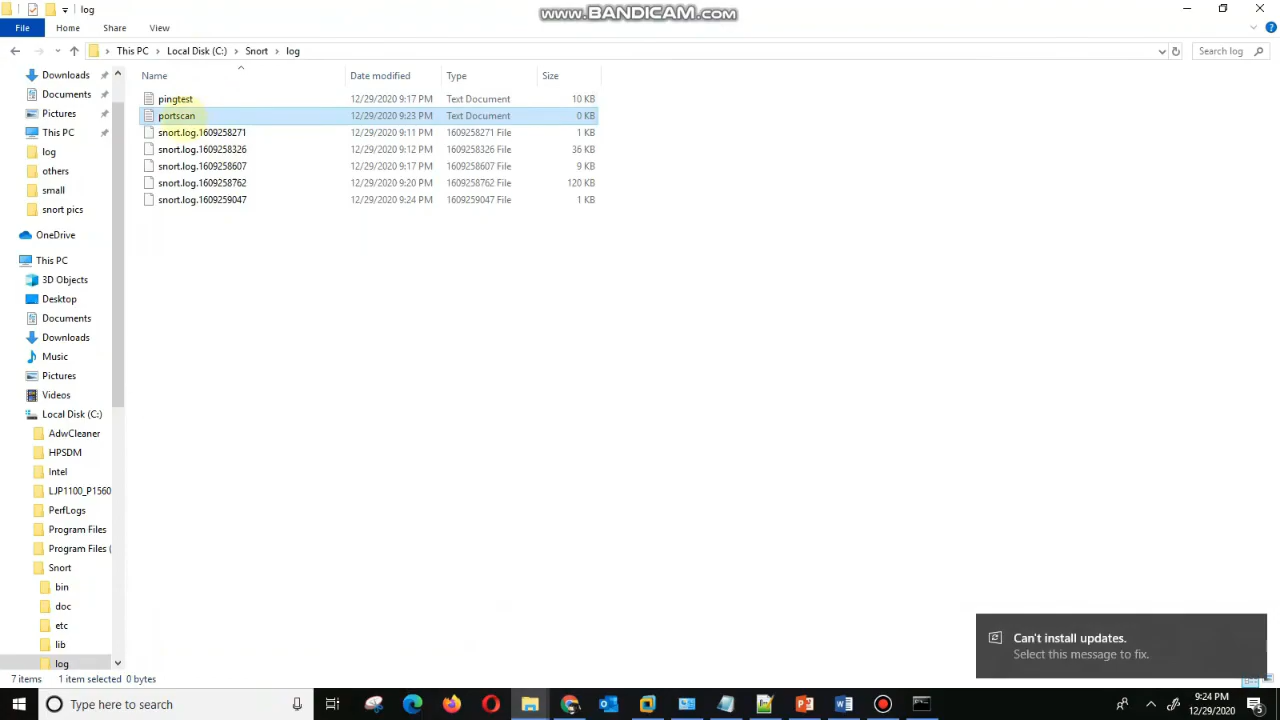 log
www.BANDICAM.com
File Home Share View
This PC Local Disk (C:) Snort log
Search log
Name Date modified Type Size
Downloads
Documents
Pictures
This PC
log
others
small
snort pics
OneDrive
This PC
3D Objects
Desktop
Documents
Downloads
Music
Pictures
Videos
Local Disk (C:)
AdwCleaner
HPSDM
Intel
LJP1100_P1560
PerfLogs
Program Files
Program Files (
Snort
bin
doc
etc
lib
log
pingtest 12/29/2020 9:17 PM Text Document 10 KB
portscan 12/29/2020 9:23 PM Text Document 0 KB
snort.log.1609258271 12/29/2020 9:11 PM 1609258271 File 1 KB
snort.log.1609258326 12/29/2020 9:12 PM 1609258326 File 36 KB
snort.log.1609258607 12/29/2020 9:17 PM 1609258607 File 9 KB
snort.log.1609258762 12/29/2020 9:20 PM 1609258762 File 120 KB
snort.log.1609259047 12/29/2020 9:24 PM 1609259047 File 1 KB
Can't install updates.
Select this message to fix.
7 items 1 item selected 0 bytes
Type here to search
9:24 PM
12/29/2020